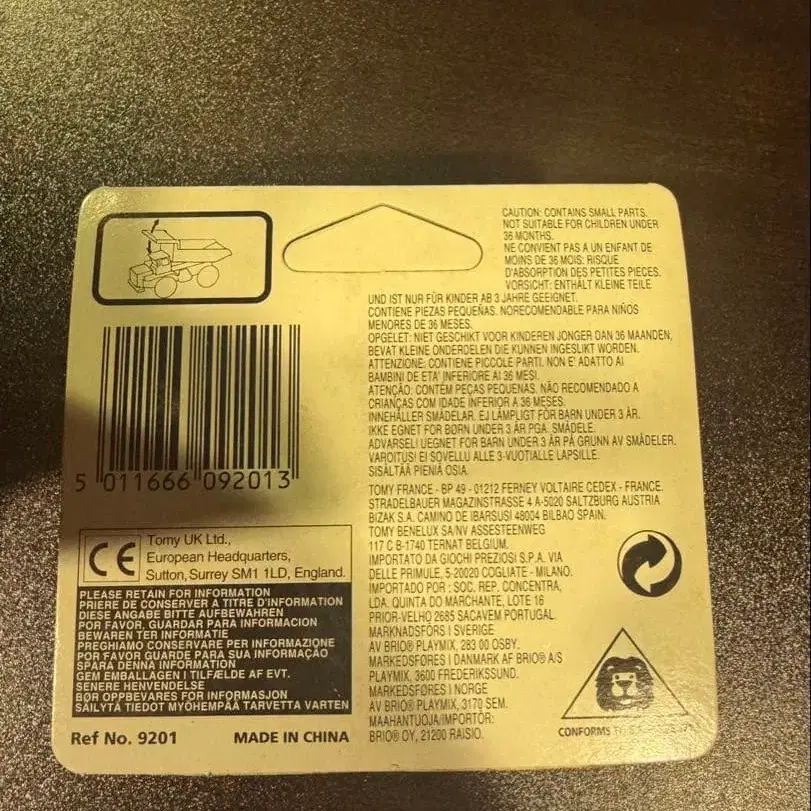 CAUTION: CONTAINS SMALL PARTS.
NOT SUITABLE FOR CHILDREN UNDER
36 MONTHS.
NE CONVIENT PAS A UN ENFANT DE
MOINS DE 36 MOIS: RISQUE
D'ABSORPTION DES PETITES PIECES.
VORSICHT: ENTHÄLT KLEINE TEILE
UND IST NUR FÜR KINDER AB 3 JAHRE GEEIGNET.
CONTIENE PIEZAS PEQUEÑAS. NORECOMENDABLE PARA NIÑOS
MENORES DE 36 MESES.
OPGELET: NIET GESCHIKT VOOR KINDEREN JONGER DAN 36 MAANDEN,
BEVAT KLEINE ONDERDELEN DIE KUNNEN INGESLIKT WORDEN.
ATTENZIONE: CONTIENE PICCOLE PARTI. NON E' ADATTO AI
BAMBINI DE ETA' INFERIORE AI 36 MESI.
ATENÇÃO: CONTÉM PEÇAS PEQUENAS. NÃO RECOMENDADO A
CRIANÇAS COM IDADE INFERIOR A 36 MESES.
INNEHÅLLER SMÅDELAR. EJ LÄMPLIGT FÖR BARN UNDER 3 ÅR.
IKKE EGNET FOR BØRN UNDER 3 ÅR PGA. SMÅDELE.
ADVARSEL! UEGNET FOR BARN UNDER 3 ÅR PÅ GRUNN AV SMÅDELER.
VAROITUS! EI SOVELLU ALLE 3-VUOTIALLE LAPSILLE.
SISÄLTÄÄ PIENIÄ OSIA.
TOMY FRANCE - BP 49 - 01212 FERNEY VOLTAIRE CEDEX - FRANCE.
STRADELBAUER MAGAZINSTRASSE 4 A-5020 SALTZBURG AUSTRIA
BIZAK S.A. CAMINO DE IBARSUSI 48004 BILBAO SPAIN.
TOMY BENELUX SA/NV ASSESTEENWEG
117 C B-1740 TERNAT BELGIUM.
IMPORTATO DA GIOCHI PREZIOSI S.P.A. VIA
DELLE PRIMULE, 5-20020 COGLIATE - MILANO.
IMPORTADO POR : SOC. REP. CONCENTRA,
LDA. QUINTA DO MARCHANTE, LOTE 16
PRIOR-VELHO 2685 SACAVEM PORTUGAL.
MARKNADSFÖRS I SVERIGE
AV BRIO® PLAYMIX, 283 00 OSBY.
MARKEDSFØRES I DANMARK AF BRIO® A/S
PLAYMIX, 3600 FREDERIKSSUND.
MARKEDSFØRES I NORGE
AV BRIO® PLAYMIX, 3170 SEM.
MAAHANTUOJA/IMPORTÖR:
BRIO® OY, 21200 RAISIO.
5 011666 092013
CE
Tomy UK Ltd.,
European Headquarters,
Sutton, Surrey SM1 1LD, England.
PLEASE RETAIN FOR INFORMATION
PRIERE DE CONSERVER A TITRE D'INFORMATION
DIESE ANGABE BITTE AUFBEWAHREN
POR FAVOR, GUARDAR PARA INFORMACION
BEWAREN TER INFORMATIE
PREGHIAMO CONSERVARE PER INFORMAZIONE
POR FAVOR GUARDE PARA SUA INFORMAÇÃO
SPARA DENNA INFORMATION
GEM EMBALLAGEN I TILFÆLDE AF EVT.
SENERE HENVENDELSE
BØR OPPBEVARES FOR INFORMASJON
SÄILYTÄ TIEDOT MYÖHEMPÄÄ TARVETTA VARTEN
Ref No. 9201 MADE IN CHINA
CONFORMS